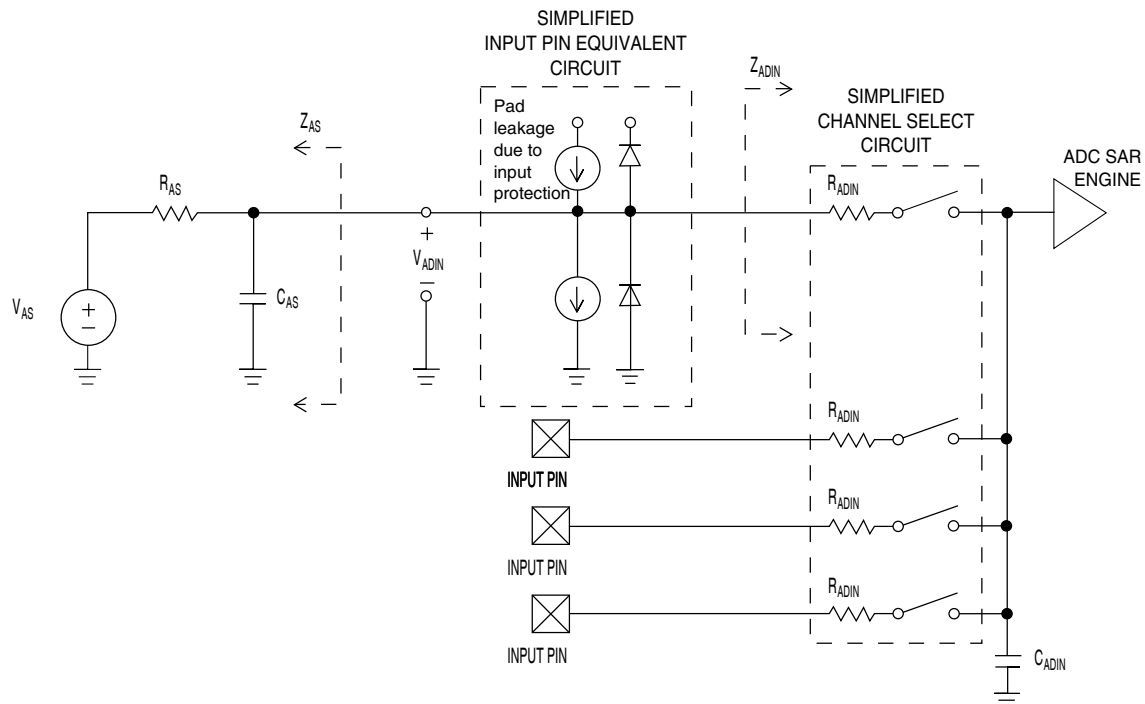 SIMPLIFIED
INPUT PIN EQUIVALENT
CIRCUIT
Pad
leakage
due to
input
protection
Z_ADIN
SIMPLIFIED
CHANNEL SELECT
CIRCUIT
ADC SAR
ENGINE
Z_AS
R_AS
R_ADIN
+
V_ADIN
–
V_AS
+
–
C_AS
R_ADIN
INPUT PIN
R_ADIN
INPUT PIN
R_ADIN
INPUT PIN
C_ADIN